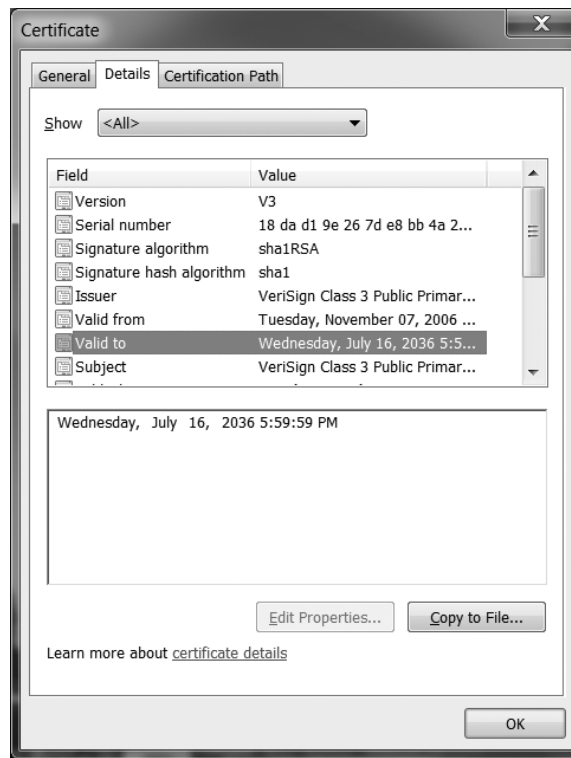 Certificate
General Details Certification Path
Show <All>
Field Value
Version V3
Serial number 18 da d1 9e 26 7d e8 bb 4a 2...
Signature algorithm sha1RSA
Signature hash algorithm sha1
Issuer VeriSign Class 3 Public Primar...
Valid from Tuesday, November 07, 2006 ...
Valid to Wednesday, July 16, 2036 5:5...
Subject VeriSign Class 3 Public Primar...
Wednesday, July 16, 2036 5:59:59 PM
Edit Properties... Copy to File...
Learn more about certificate details
OK